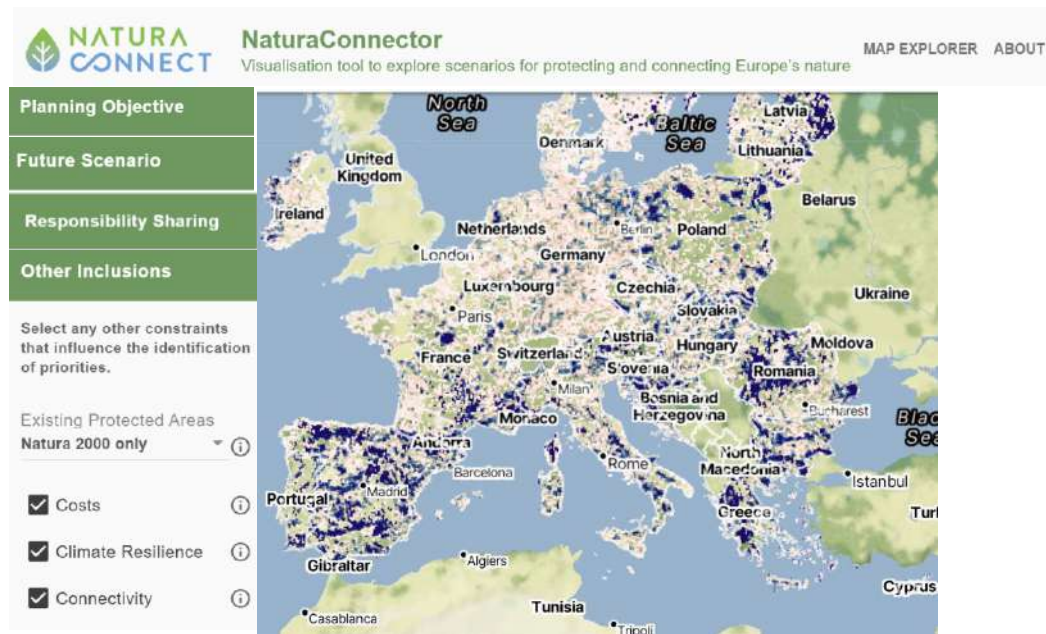 NATURA
CONNECT
NaturaConnector
Visualisation tool to explore scenarios for protecting and connecting Europe's nature
MAP EXPLORER ABOUT
Planning Objective
Future Scenario
Responsibility Sharing
Other Inclusions
Select any other constraints
that influence the identification
of priorities.
Existing Protected Areas
Natura 2000 only
Costs
Climate Resilience
Connectivity
North
Sea
Baltic
Sea
Latvia
Denmark
Lithuania
United
Kingdom
Belarus
Ireland
Netherlands
Berlin
Poland
London
Germany
Luxembourg
Czechia
Ukraine
Paris
Slovakia
Austria
Moldova
France
Switzerland
Hungary
Slovenia
Romania
Milan
Bosnia and
Herzegovina
Bucharest
Monaco
Blac
Sea
Andorra
North
Macedonia
Rome
Barcelona
Istanbul
Portugal
Madrid
Greece
Turk
Gibraltar
Algiers
Cyprus
Tunisia
Casablanca
Tripoli